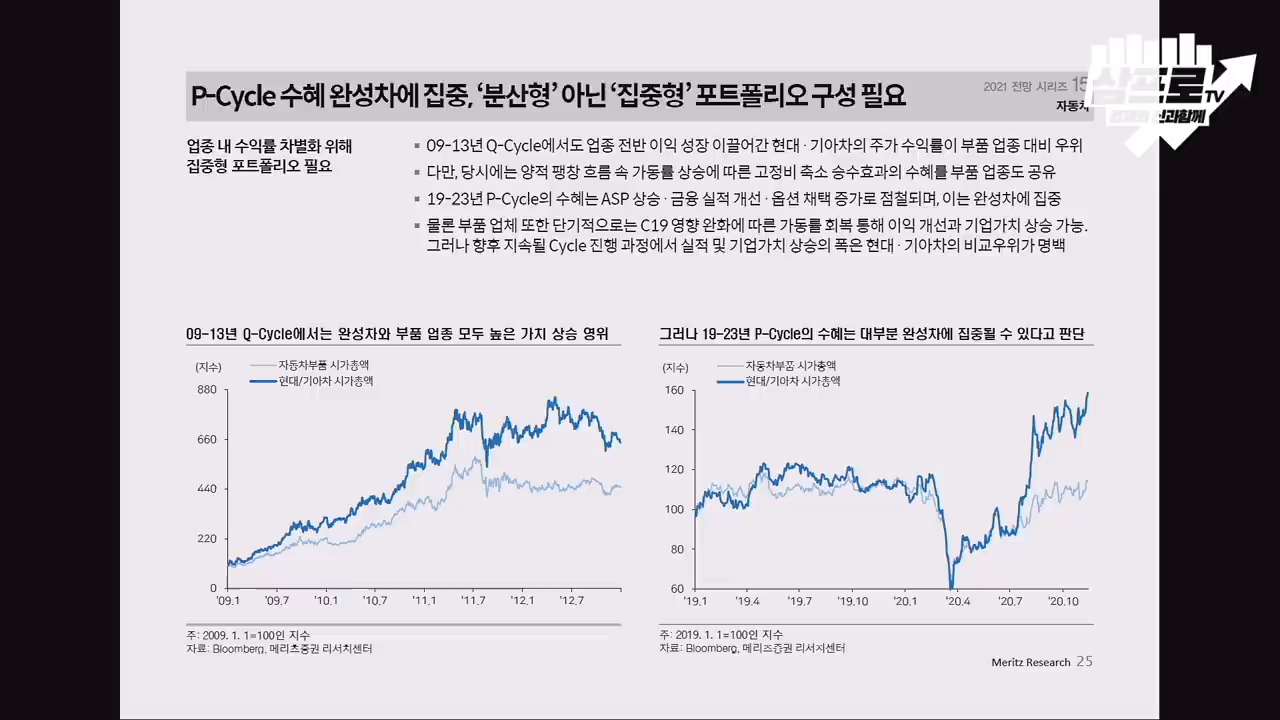 P-Cycle 수혜 완성차에 집중, ‘분산형’ 아닌 ‘집중형’ 포트폴리오 구성 필요
2021 전망 시리즈 15
자동차
삼프로TV
업종 내 수익률 차별화 위해
집중형 포트폴리오 필요
▪ 09-13년 Q-Cycle에서도 업종 전반 이익 성장 이끌어간 현대·기아차의 주가 수익률이 부품 업종 대비 우위
▪ 다만, 당시에는 양적 팽창 흐름 속 가동률 상승에 따른 고정비 축소 승수효과의 수혜를 부품 업종도 공유
▪ 19-23년 P-Cycle의 수혜는 ASP 상승·금융 실적 개선·옵션 채택 증가로 점철되며, 이는 완성차에 집중
▪ 물론 부품 업체 또한 단기적으로는 C19 영향 완화에 따른 가동률 회복 통해 이익 개선과 기업가치 상승 가능.
그러나 향후 지속될 Cycle 진행 과정에서 실적 및 기업가치 상승의 폭은 현대·기아차의 비교우위가 명백
09-13년 Q-Cycle에서는 완성차와 부품 업종 모두 높은 가치 상승 영위
(지수)
자동차부품 시가총액
현대/기아차 시가총액
880
660
440
220
0
'09.1 '09.7 '10.1 '10.7 '11.1 '11.7 '12.1 '12.7
주: 2009. 1. 1=100인 지수
자료: Bloomberg, 메리츠증권 리서치센터
그러나 19-23년 P-Cycle의 수혜는 대부분 완성차에 집중될 수 있다고 판단
(지수)
자동차부품 시가총액
현대/기아차 시가총액
160
140
120
100
80
60
'19.1 '19.4 '19.7 '19.10 '20.1 '20.4 '20.7 '20.10
주: 2019. 1. 1=100인 지수
자료: Bloomberg, 메리츠증권 리서치센터
Meritz Research 25